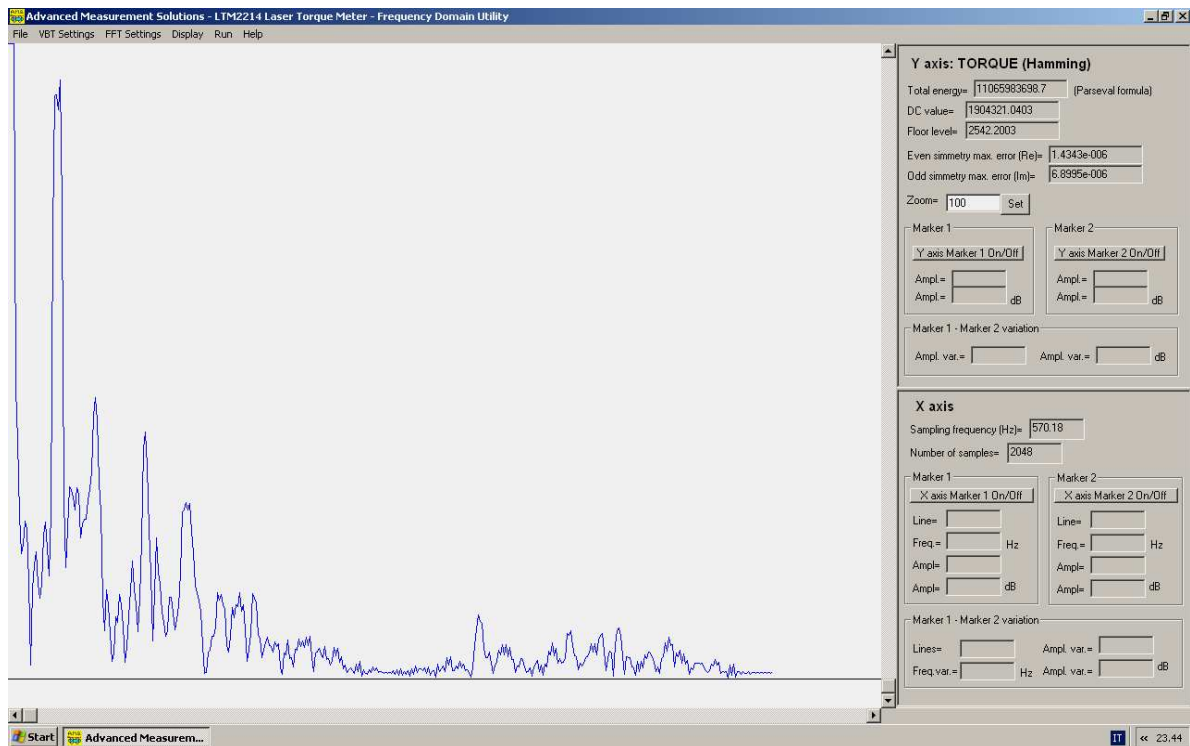 Advanced Measurement Solutions - LTM2214 Laser Torque Meter - Frequency Domain Utility
File VBT Settings FFT Settings Display Run Help
Y axis: TORQUE (Hamming)
Total energy= 11065983698.7 (Parseval formula)
DC value= 1904321.0403
Floor level= 2542.2003
Even simmetry max. error (Re)= 1.4343e-006
Odd simmetry max. error (Im)= 6.8995e-006
Zoom= 100 Set
Marker 1 Marker 2
Y axis Marker 1 On/Off Y axis Marker 2 On/Off
Ampl.= Ampl.=
Ampl.= dB Ampl.= dB
Marker 1 - Marker 2 variation
Ampl. var.= Ampl. var.= dB
X axis
Sampling frequency (Hz)= 570.18
Number of samples= 2048
Marker 1 Marker 2
X axis Marker 1 On/Off X axis Marker 2 On/Off
Line= Line=
Freq.= Hz Freq.= Hz
Ampl= Ampl=
Ampl= dB Ampl= dB
Marker 1 - Marker 2 variation
Lines= Ampl. var.=
Freq.var.= Hz Ampl. var.= dB
Start Advanced Measurem... IT « 23.44